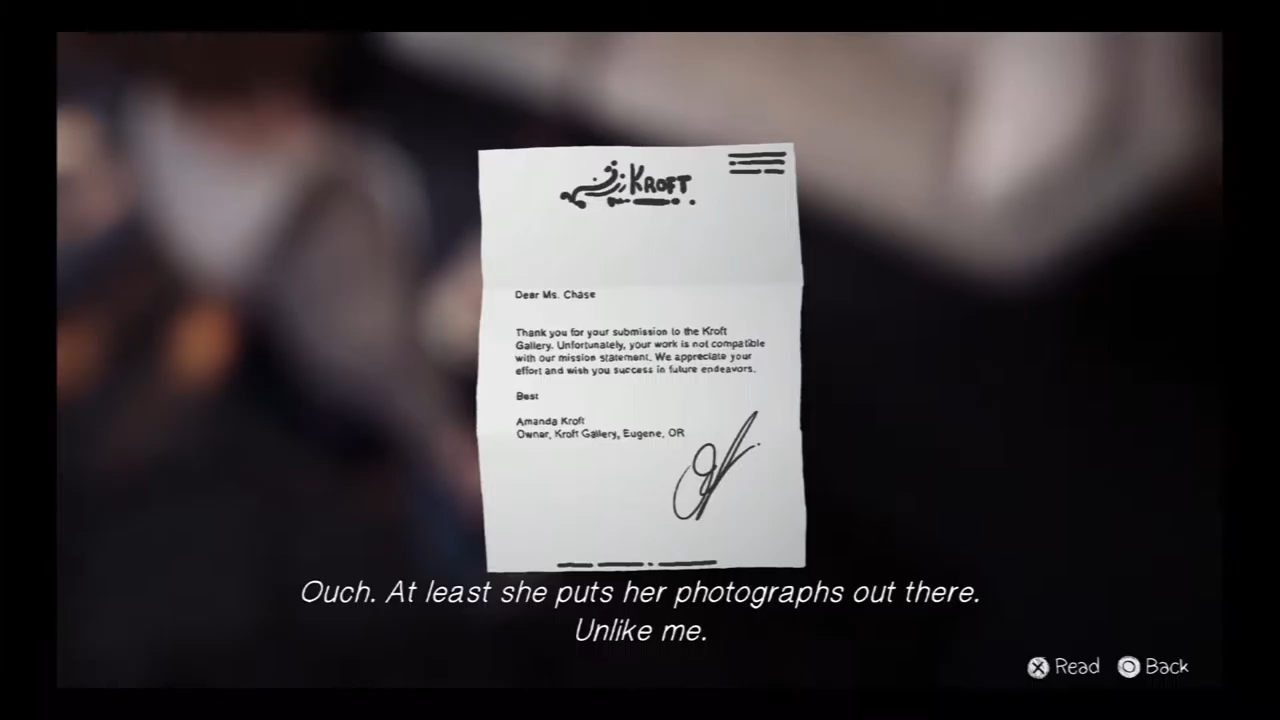 KROFT
Dear Ms. Chase
Thank you for your submission to the Kroft
Gallery. Unfortunately, your work is not compatible
with our mission statement. We appreciate your
effort and wish you success in future endeavors.
Best
Amanda Kroft
Owner, Kroft Gallery, Eugene, OR
Ouch. At least she puts her photographs out there.
Unlike me.
Read Back